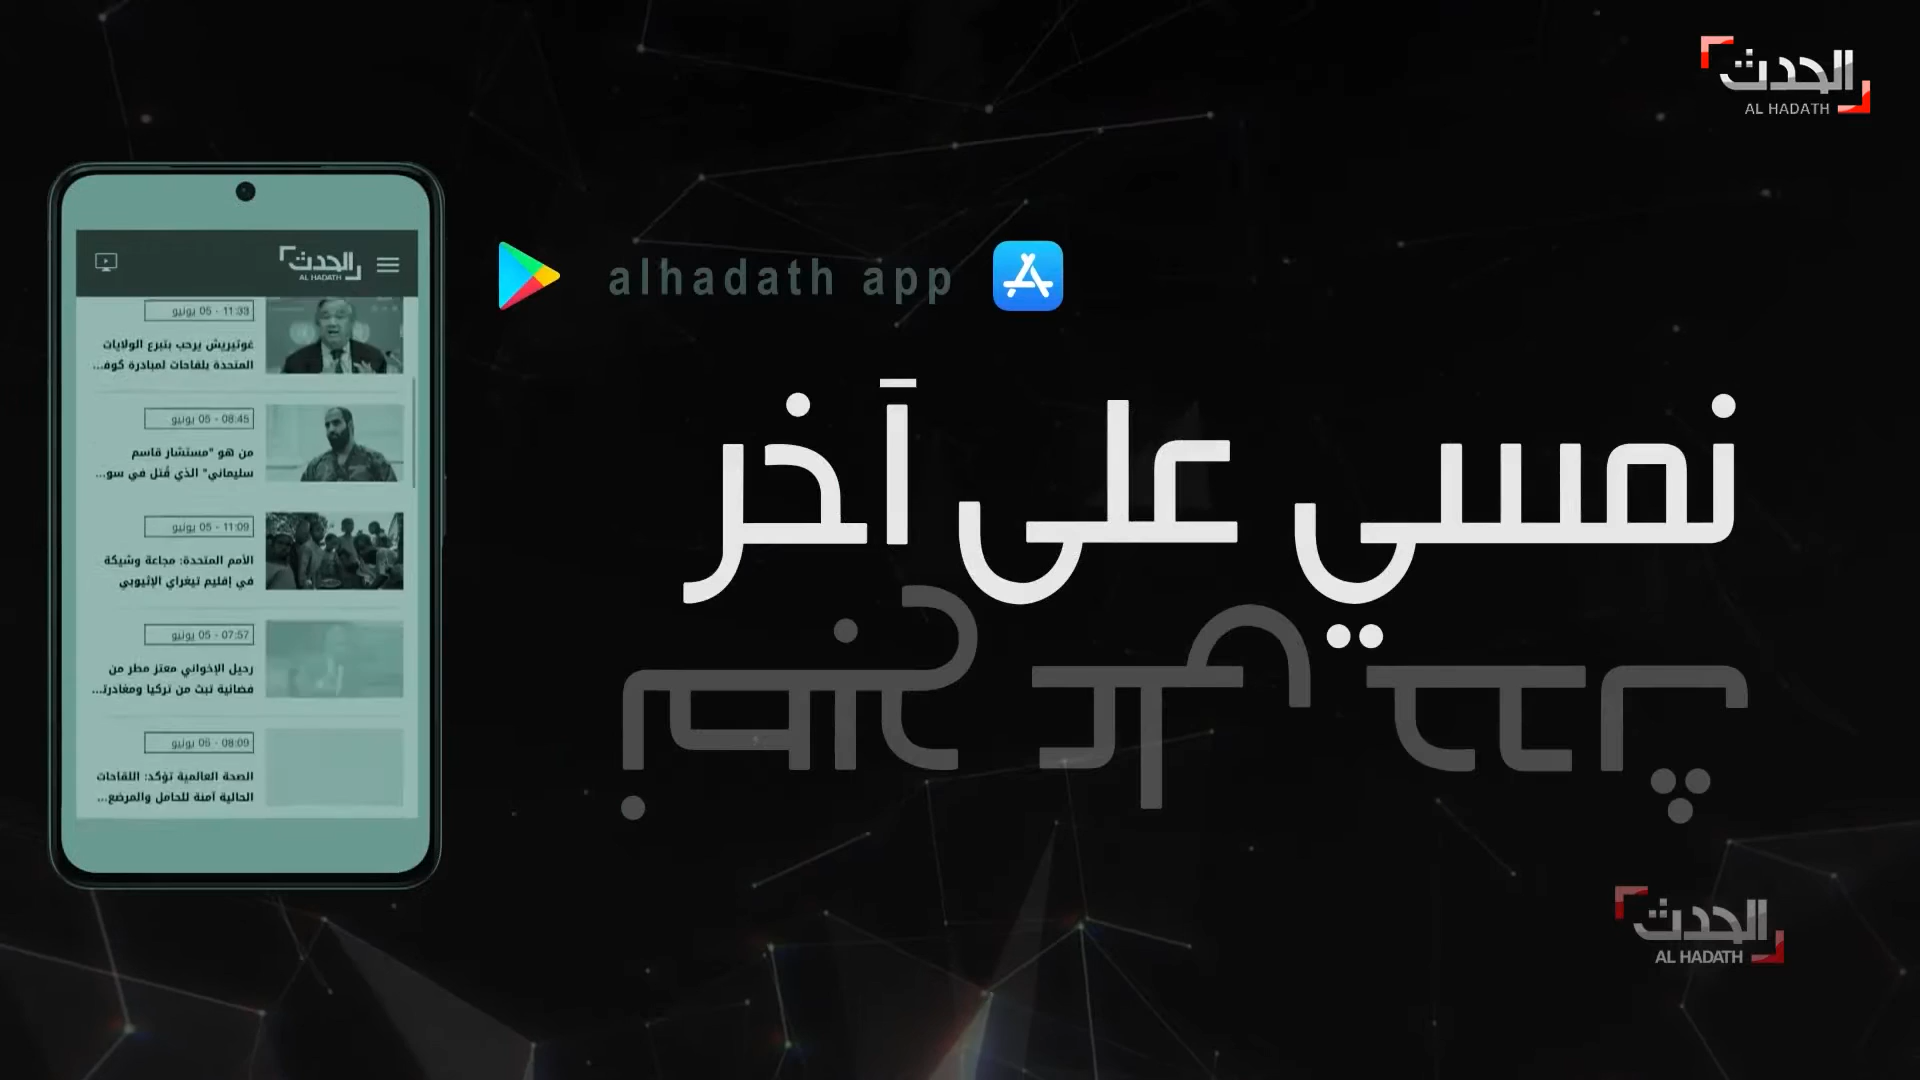 الحدث
AL HADATH
الحدث
AL HADATH
11:33 - 05 يونيو
غوتيريش يرحب بتبرع الولايات
المتحدة بلقاحات لمبادرة كوف...
08:45 - 05 يونيو
من هو "مستشار قاسم
سليماني" الذي قُتل في سو...
11:09 - 05 يونيو
الأمم المتحدة: مجاعة وشيكة
في إقليم تيغراي الإثيوبي
07:57 - 05 يونيو
رحيل الإخواني معتز مطر من
فضائية تبث من تركيا ومغادرتـ...
08:09 - 05 يونيو
الصحة العالمية تؤكد: اللقاحات
الحالية آمنة للحامل والمرضع...
alhadath app
نمسي على آخر
الحدث
AL HADATH